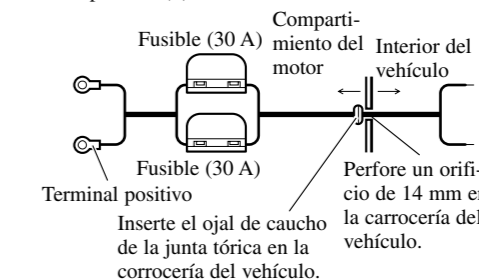 Comparti-
miento del
motor
Fusible (30 A)
Interior del
vehículo
Fusible (30 A)
Terminal positivo
Inserte el ojal de caucho
de la junta tórica en la
corrocería del vehículo.
Perfore un orifi-
cio de 14 mm en
la carrocería del
vehículo.